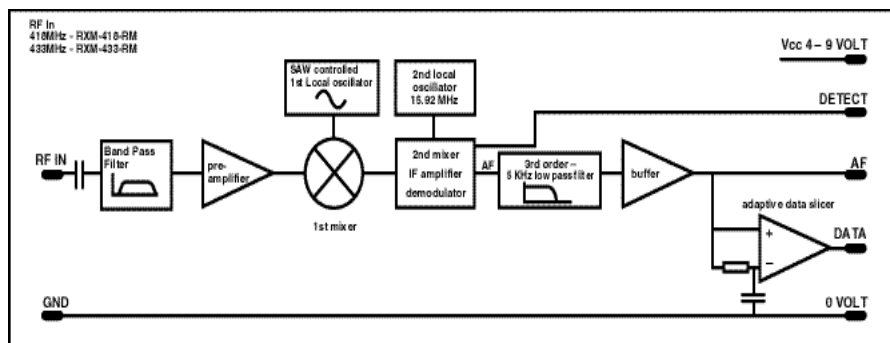 RF In
418MHz - RXM-418-RM
433MHz - RXM-433-RM
Vcc 4 – 9 VOLT
SAW controlled
1st Local oscillator
2nd local
oscillator
15.92 MHz
DETECT
RF IN
Band Pass
Filter
pre-
amplifier
1st mixer
2nd mixer
IF amplifier
demodulator
AF
3rd order –
5 KHz low pass filter
buffer
AF
adaptive data slicer
+
–
DATA
GND
0 VOLT